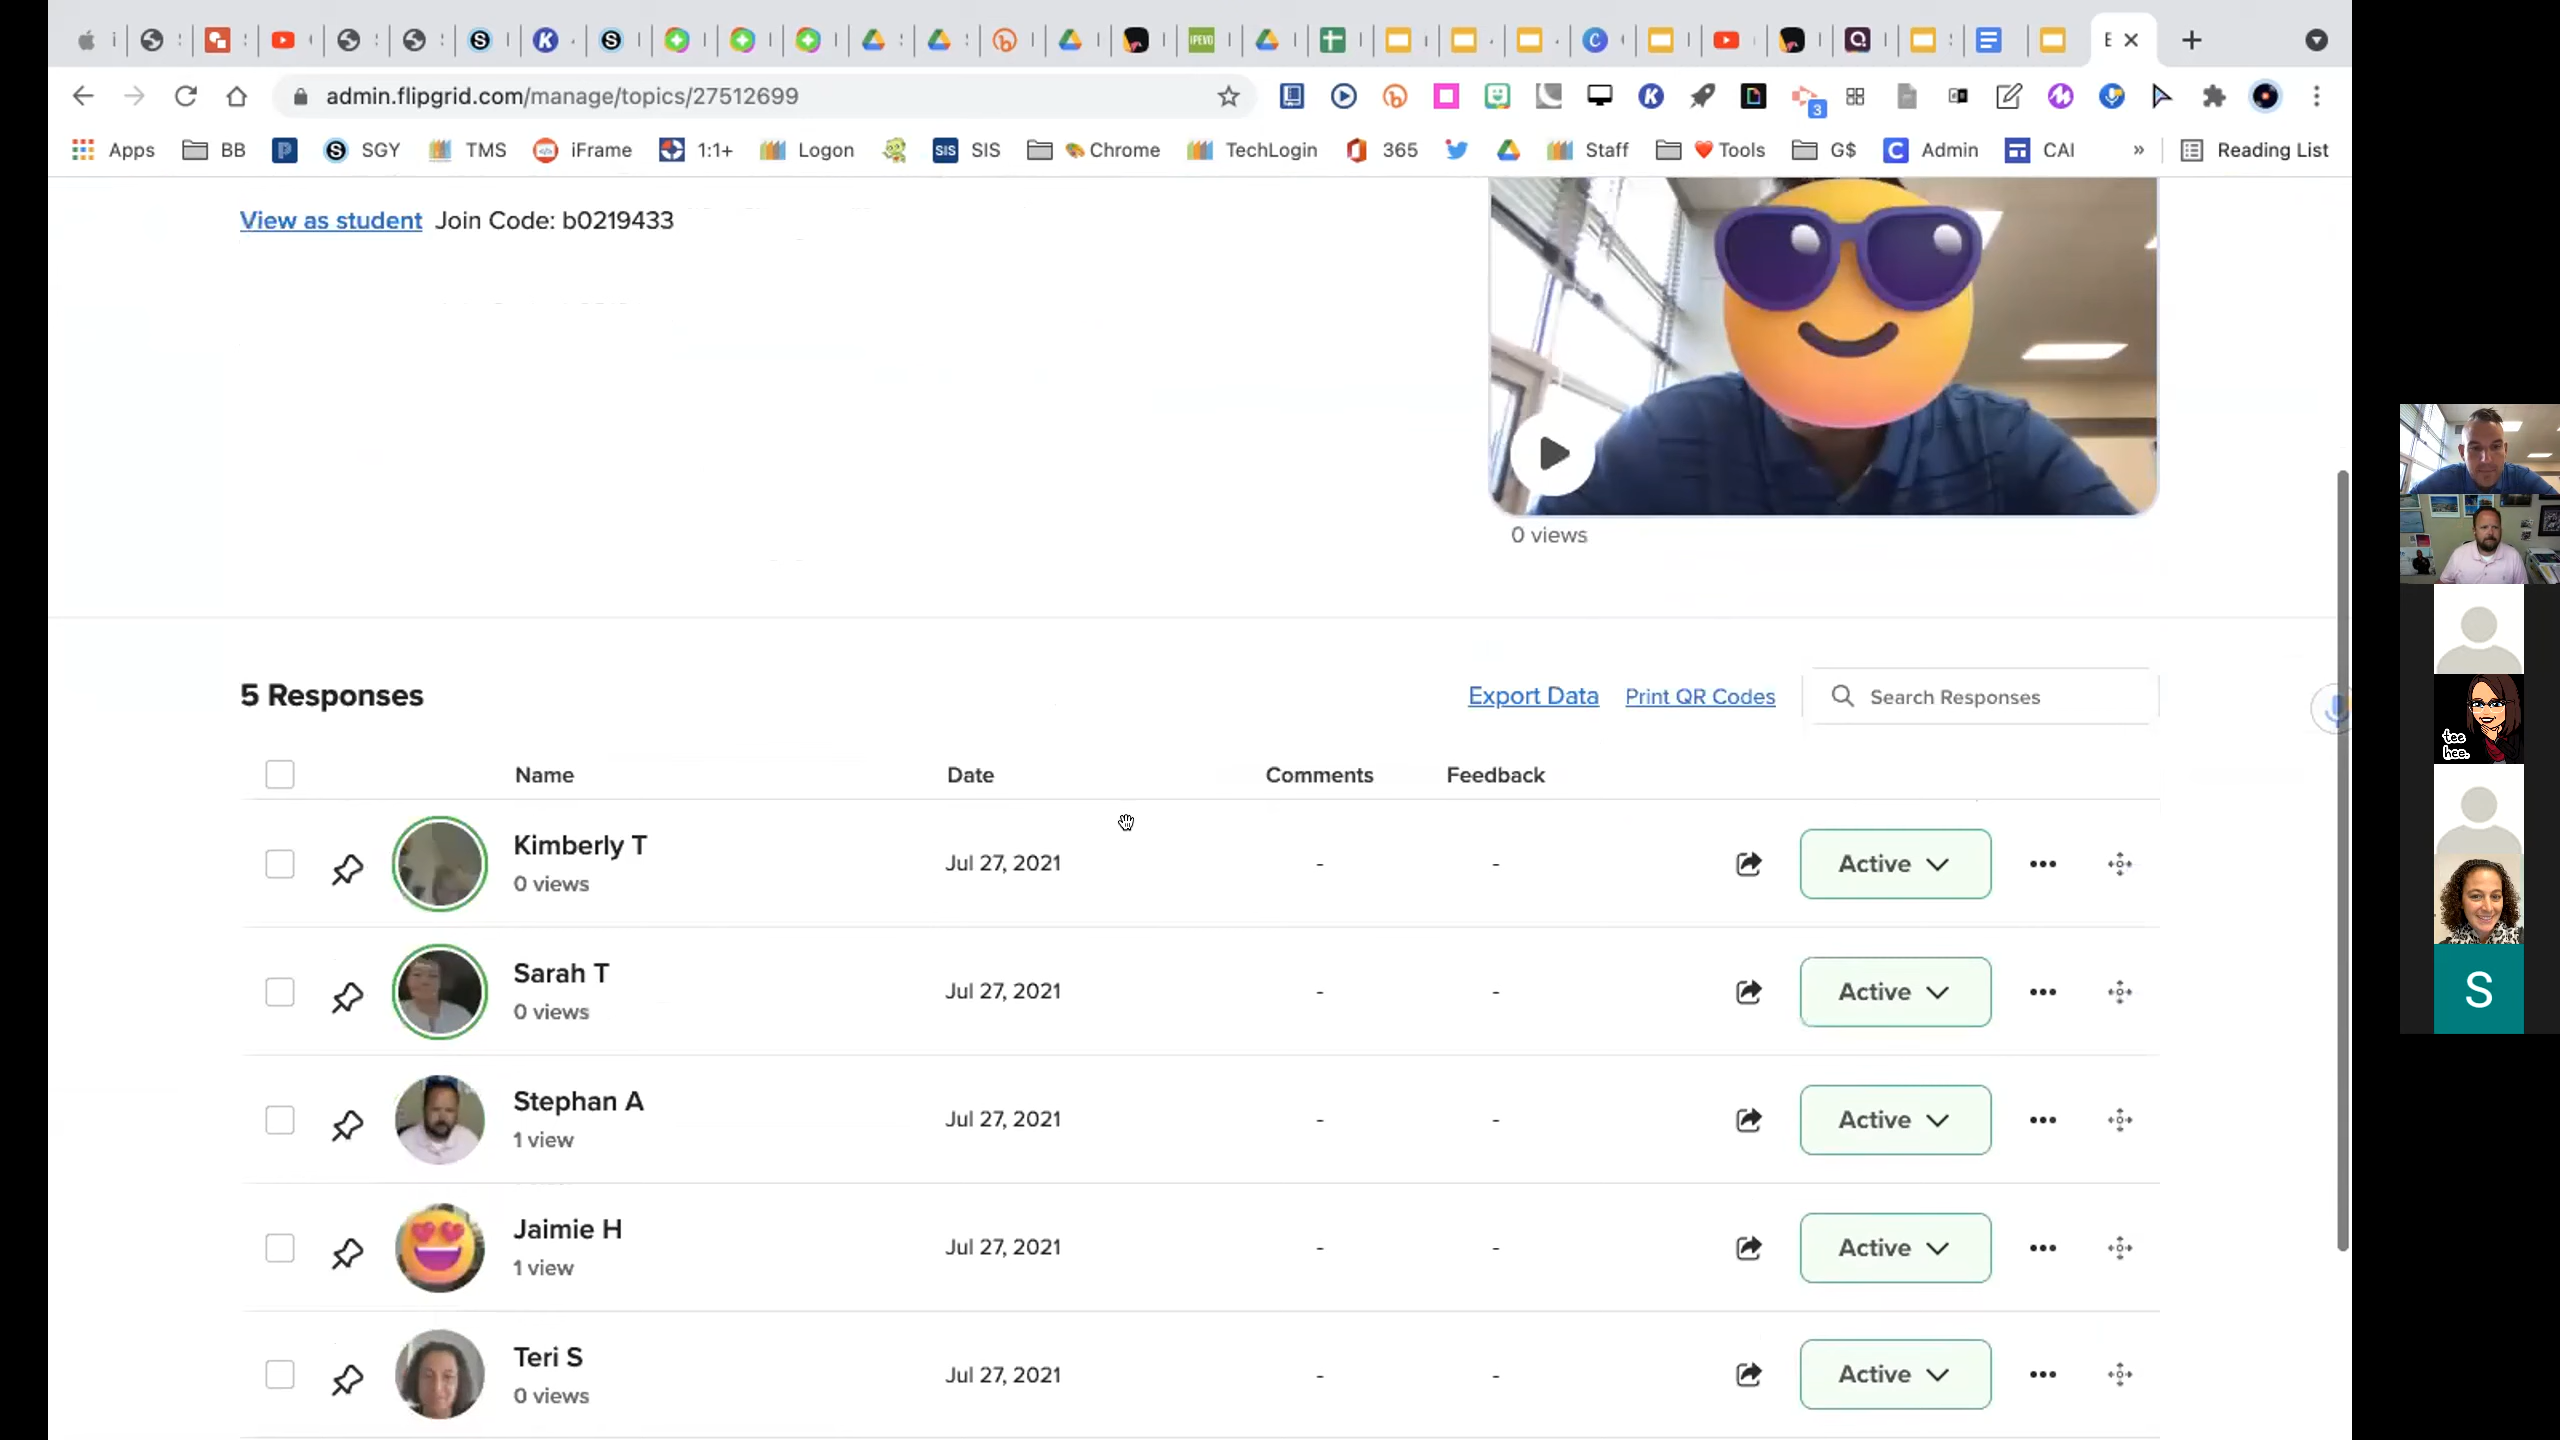 E
admin.flipgrid.com/manage/topics/27512699
3
Apps BB SGY TMS iFrame 1:1+ Logon SIS SIS Chrome TechLogin 365 Staff Tools G$ Admin CAI » Reading List
View as student Join Code: b0219433
0 views
5 Responses Export Data Print QR Codes Search Responses
Name Date Comments Feedback
Kimberly T
0 views
Jul 27, 2021 - - Active
Sarah T
0 views
Jul 27, 2021 - - Active
Stephan A
1 view
Jul 27, 2021 - - Active
Jaimie H
1 view
Jul 27, 2021 - - Active
Teri S
0 views
Jul 27, 2021 - - Active
tee
hee.
S